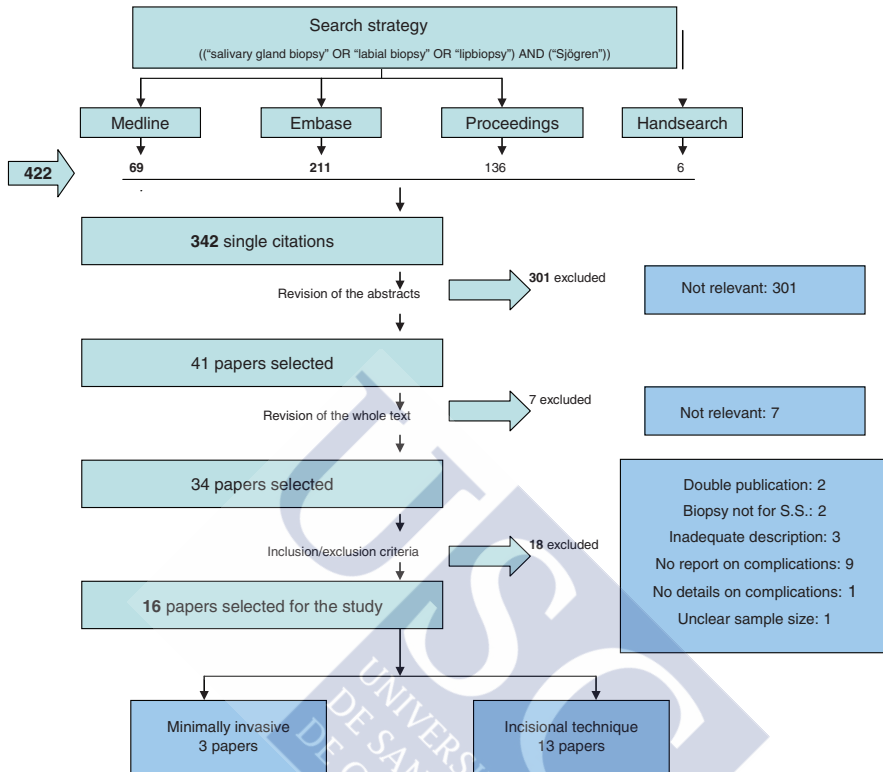 Search strategy
((“salivary gland biopsy” OR “labial biopsy” OR “lipbiopsy”) AND (“Sjögren”))
Medline
Embase
Proceedings
Handsearch
422
69
211
136
6
342 single citations
301 excluded
Not relevant: 301
Revision of the abstracts
41 papers selected
7 excluded
Not relevant: 7
Revision of the whole text
34 papers selected
Double publication: 2
Biopsy not for S.S.: 2
Inadequate description: 3
No report on complications: 9
No details on complications: 1
Unclear sample size: 1
18 excluded
Inclusion/exclusion criteria
16 papers selected for the study
Minimally invasive
3 papers
Incisional technique
13 papers
USC